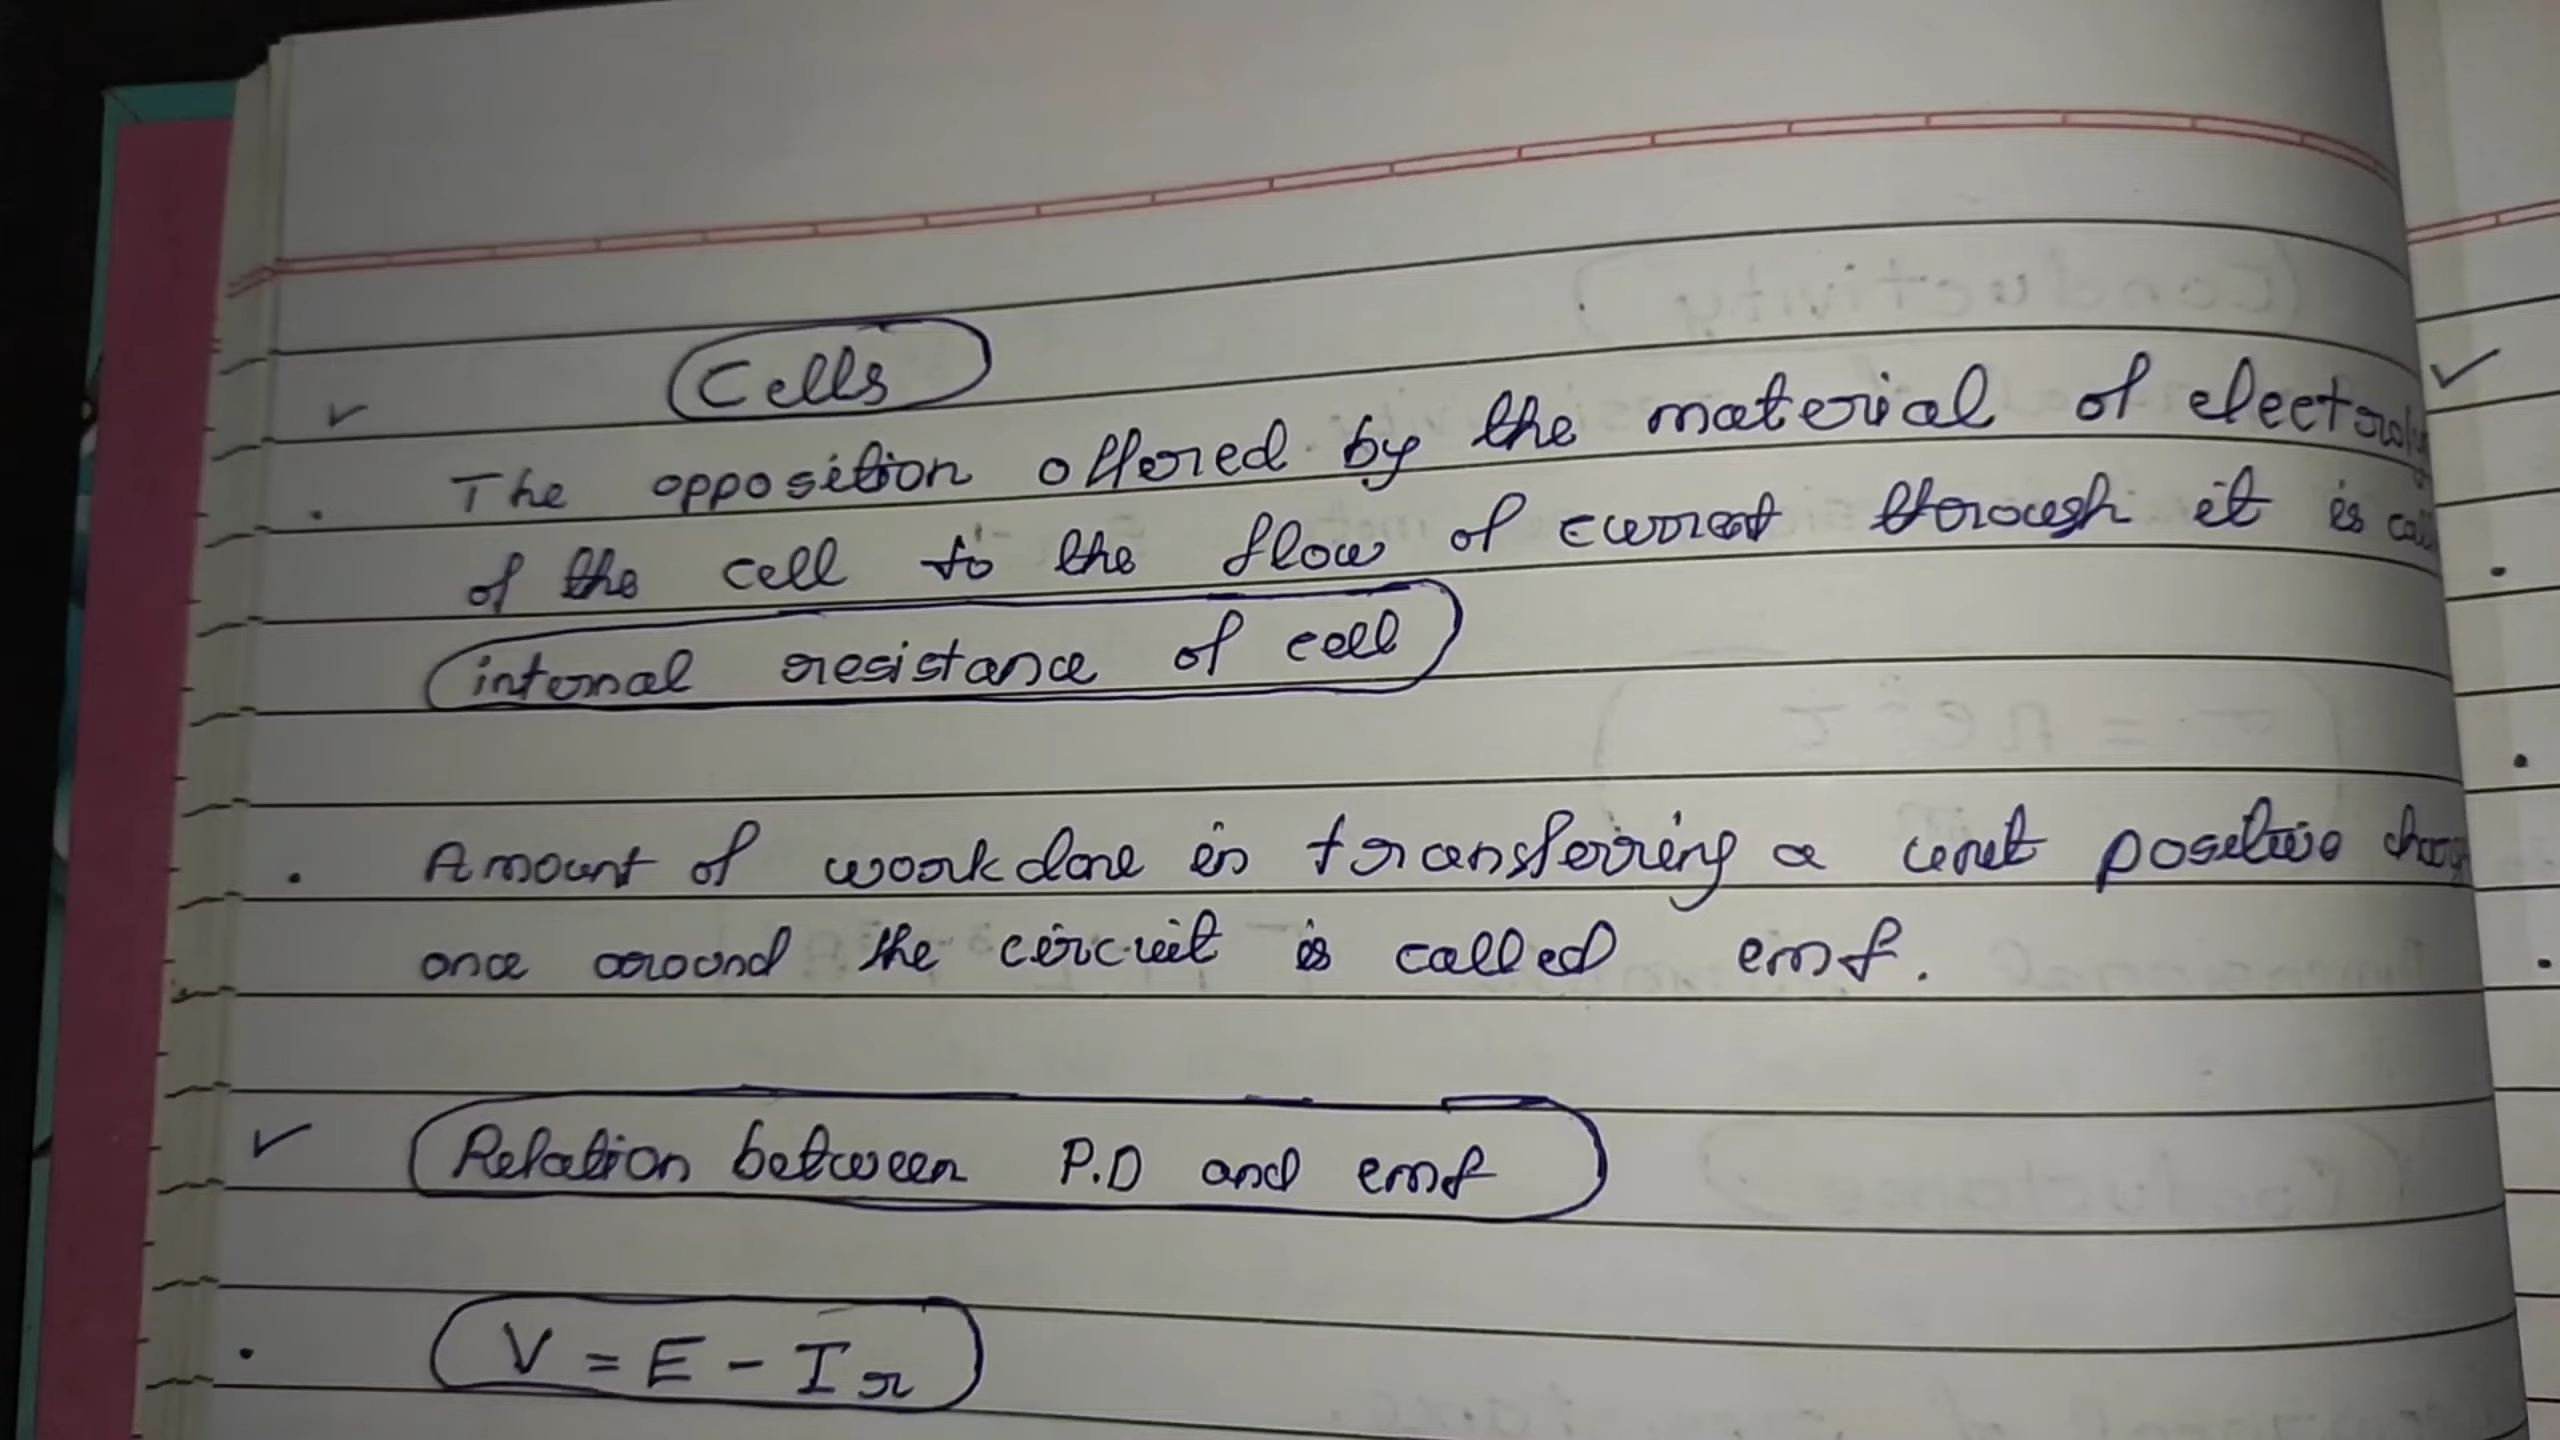 Cells
The opposition offered by the material of
of the cell to the flow of current through it is
internal resistance of cell
Amount of work done in transferring a unit positive
once around the circuit is called emf.
Relation between P.D and emf
V = E - Ir